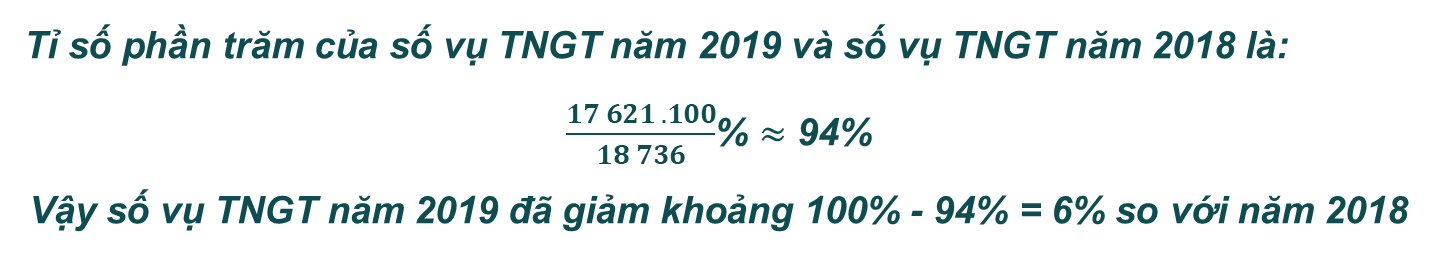 Tỉ số phần trăm của số vụ TNGT năm 2019 và số vụ TNGT năm 2018 là:
17 621 .100
18 736
% ≈ 94%
Vậy số vụ TNGT năm 2019 đã giảm khoảng 100% - 94% = 6% so với năm 2018